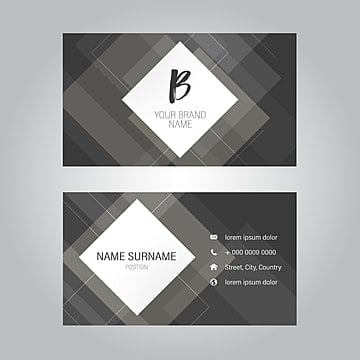 B
YOUR BRAND
NAME
NAME SURNAME
POSITION
lorem ipsum dolor
+ 000 0000 0000
Street, City, Country
lorem ipsum dolor